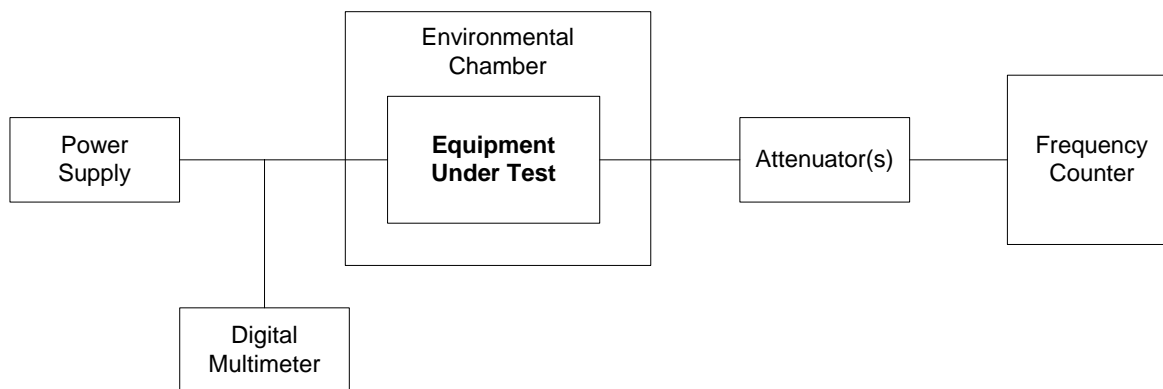 Environmental
Chamber
Power
Supply
Equipment
Under Test
Attenuator(s)
Frequency
Counter
Digital
Multimeter